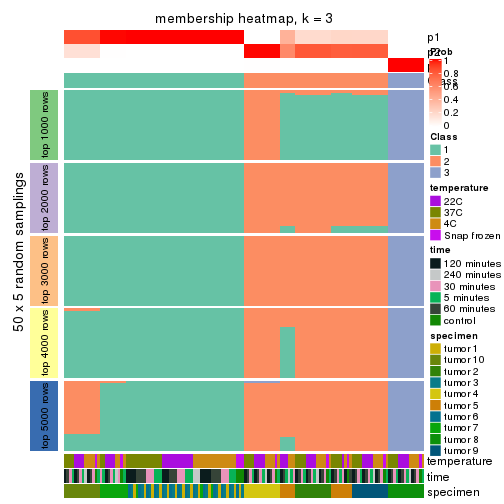 membership heatmap, k = 3
p1
p2
Prob
1
0.8
0.6
0.4
0.2
0
Class
1
2
3
temperature
22C
37C
4C
Snap frozen
time
120 minutes
240 minutes
30 minutes
5 minutes
60 minutes
control
specimen
tumor 1
tumor 10
tumor 2
tumor 3
tumor 4
tumor 5
tumor 6
tumor 7
tumor 8
tumor 9
50 x 5 random samplings
top 1000 rows
top 2000 rows
top 3000 rows
top 4000 rows
top 5000 rows
temperature
time
specimen